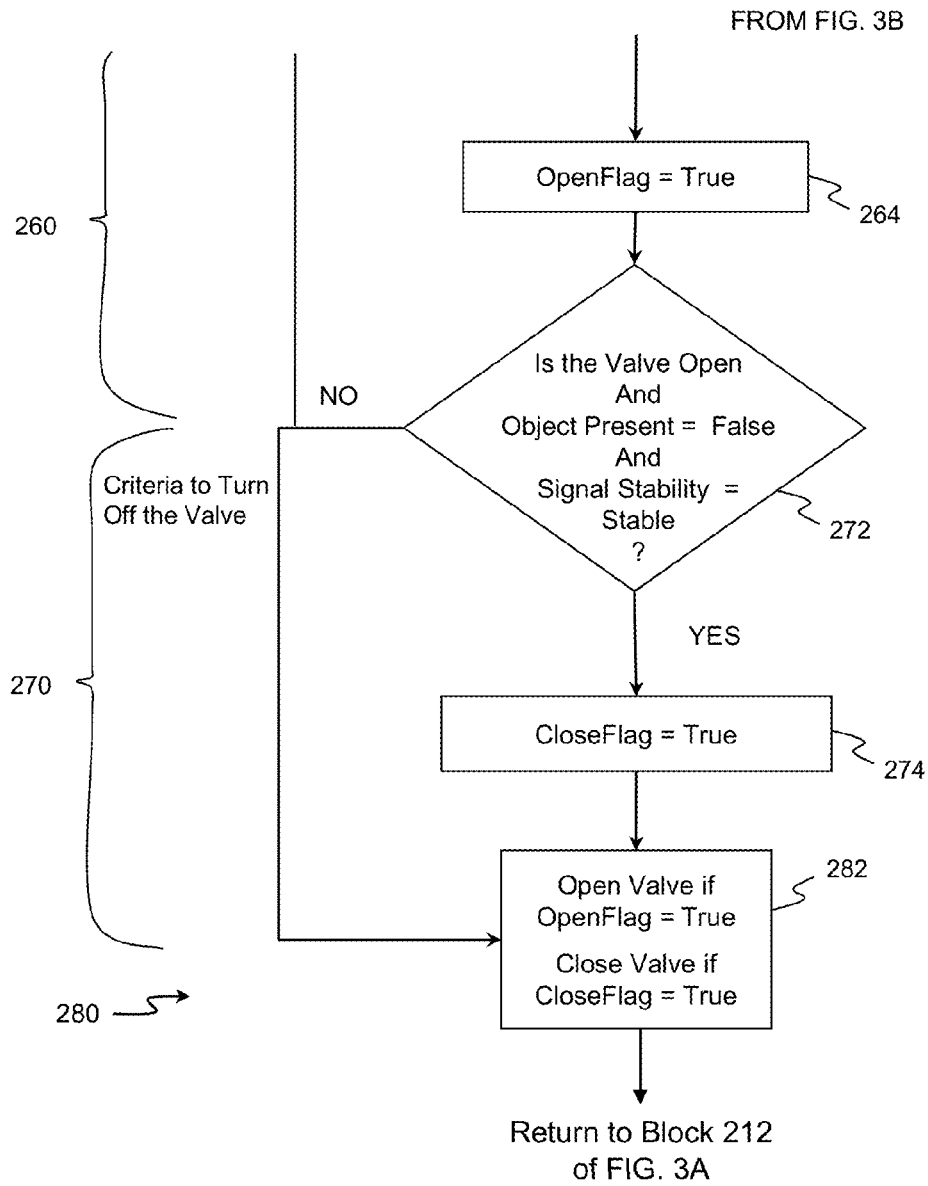 FROM FIG. 3B
OpenFlag = True
264
260
Is the Valve Open
And
Object Present = False
And
Signal Stability =
Stable
?
NO
272
Criteria to Turn
Off the Valve
YES
270
CloseFlag = True
274
282
Open Valve if
OpenFlag = True
Close Valve if
CloseFlag = True
280
Return to Block 212
of FIG. 3A